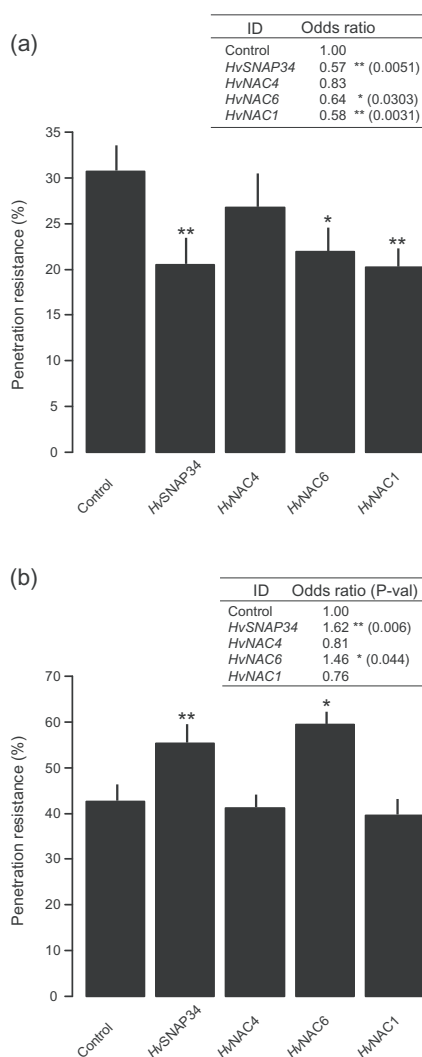 (a)
ID Odds ratio
Control 1.00
HvSNAP34 0.57 ** (0.0051)
HvNAC4 0.83
HvNAC6 0.64 * (0.0303)
HvNAC1 0.58 ** (0.0031)
Penetration resistance (%)
35
30
25
20
15
10
5
0
**
*
**
Control
HvSNAP34
HvNAC4
HvNAC6
HvNAC1
(b)
ID Odds ratio (P-val)
Control 1.00
HvSNAP34 1.62 ** (0.006)
HvNAC4 0.81
HvNAC6 1.46 * (0.044)
HvNAC1 0.76
Penetration resistance (%)
70
60
50
40
30
20
10
0
**
*
Control
HvSNAP34
HvNAC4
HvNAC6
HvNAC1